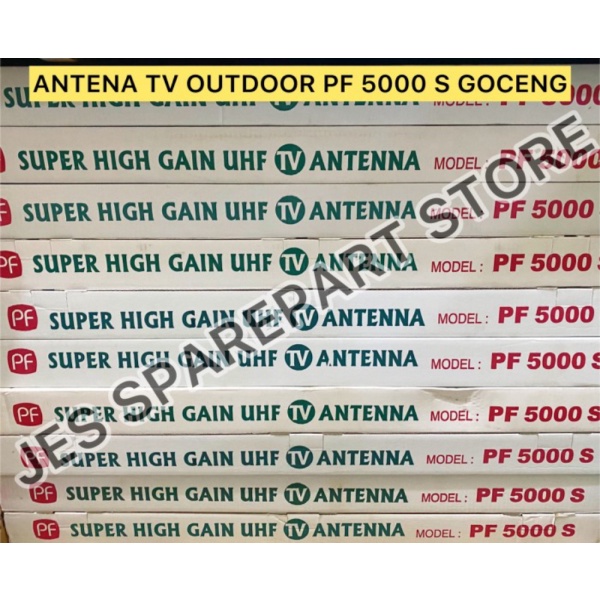 ANTENA TV OUTDOOR PF 5000 S GOCENG
SUPER HIGH GAIN UHF TV ANTENNA MODEL: PF 5000
SUPER HIGH GAIN UHF TV ANTENNA MODEL: PF 5000
PF SUPER HIGH GAIN UHF TV ANTENNA MODEL: PF 5000 S
PF SUPER HIGH GAIN UHF TV ANTENNA MODEL: PF 5000
PF SUPER HIGH GAIN UHF TV ANTENNA MODEL: PF 5000 S
PF SUPER HIGH GAIN UHF TV ANTENNA MODEL: PF 5000 S
PF SUPER HIGH GAIN UHF TV ANTENNA MODEL: PF 5000 S
PF SUPER HIGH GAIN UHF TV ANTENNA MODEL: PF 5000 S
PF SUPER HIGH GAIN UHF TV ANTENNA MODEL: PF 5000 S
JES SPAREPART STORE